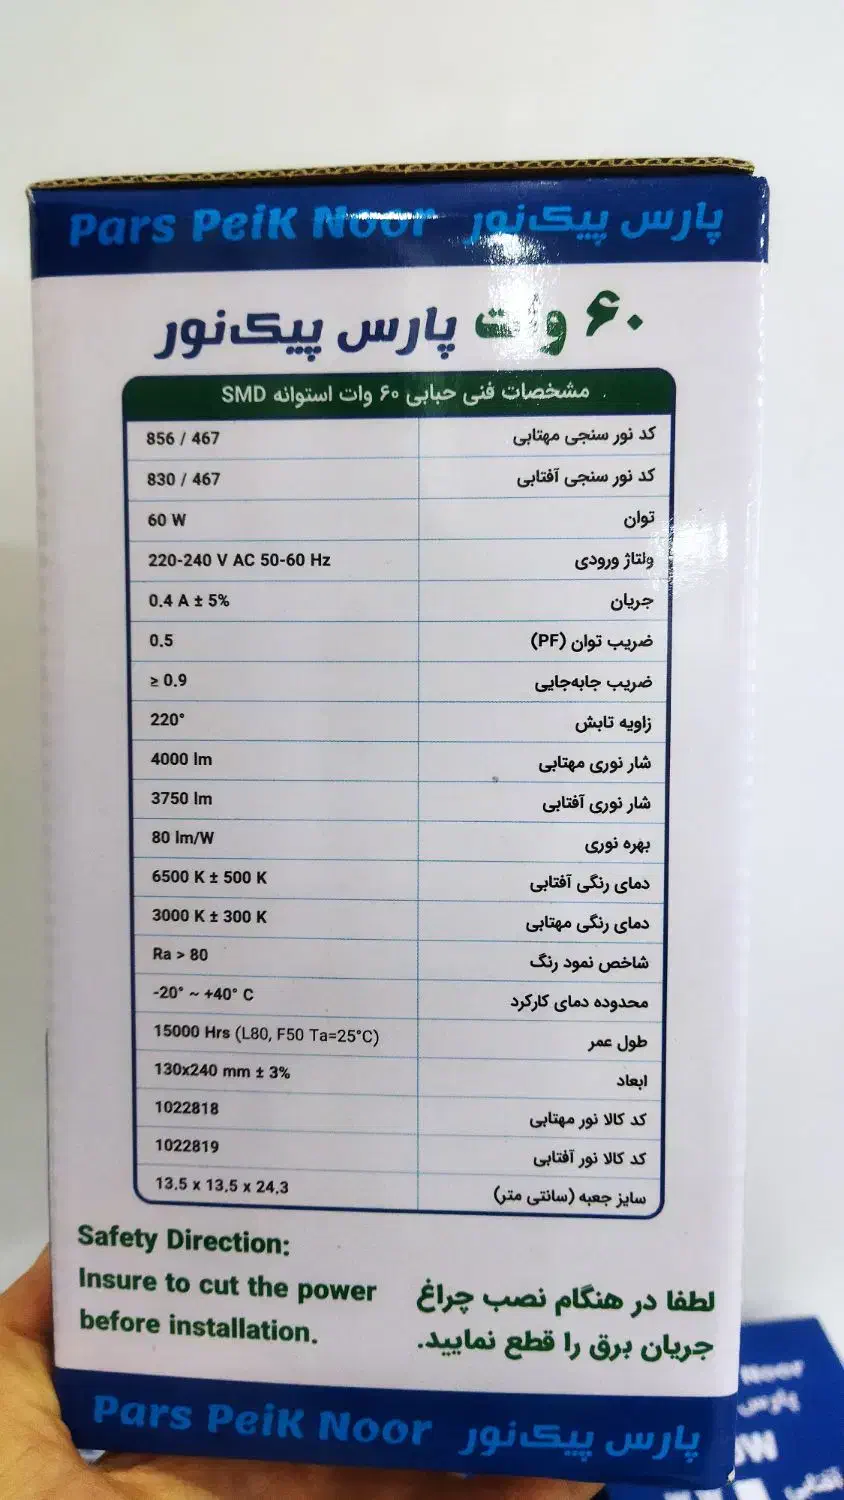 Pars PeiK Noor پارس پیک‌نور
۶۰ وات پارس پیک‌نور
مشخصات فنی حبابی ۶۰ وات استوانه SMD
کد نور سنجی مهتابی 856 / 467
کد نور سنجی آفتابی 830 / 467
توان 60 W
ولتاژ ورودی 220-240 V AC 50-60 Hz
جریان 0.4 A ± 5%
ضریب توان (PF) 0.5
ضریب جابه‌جایی ≥ 0.9
زاویه تابش 220°
شار نوری مهتابی 4000 lm
شار نوری آفتابی 3750 lm
بهره نوری 80 lm/W
دمای رنگی آفتابی 6500 K ± 500 K
دمای رنگی مهتابی 3000 K ± 300 K
شاخص نمود رنگ Ra > 80
محدوده دمای کارکرد -20° ~ +40° C
طول عمر 15000 Hrs (L80, F50 Ta=25°C)
ابعاد 130x240 mm ± 3%
کد کالا نور مهتابی 1022818
کد کالا نور آفتابی 1022819
سایز جعبه (سانتی متر) 13.5 x 13.5 x 24.3
Safety Direction:
Insure to cut the power
before installation.
لطفا در هنگام نصب چراغ
جریان برق را قطع نمایید.
Pars PeiK Noor پارس پیک‌نور
Noor
پارس
آفتابی